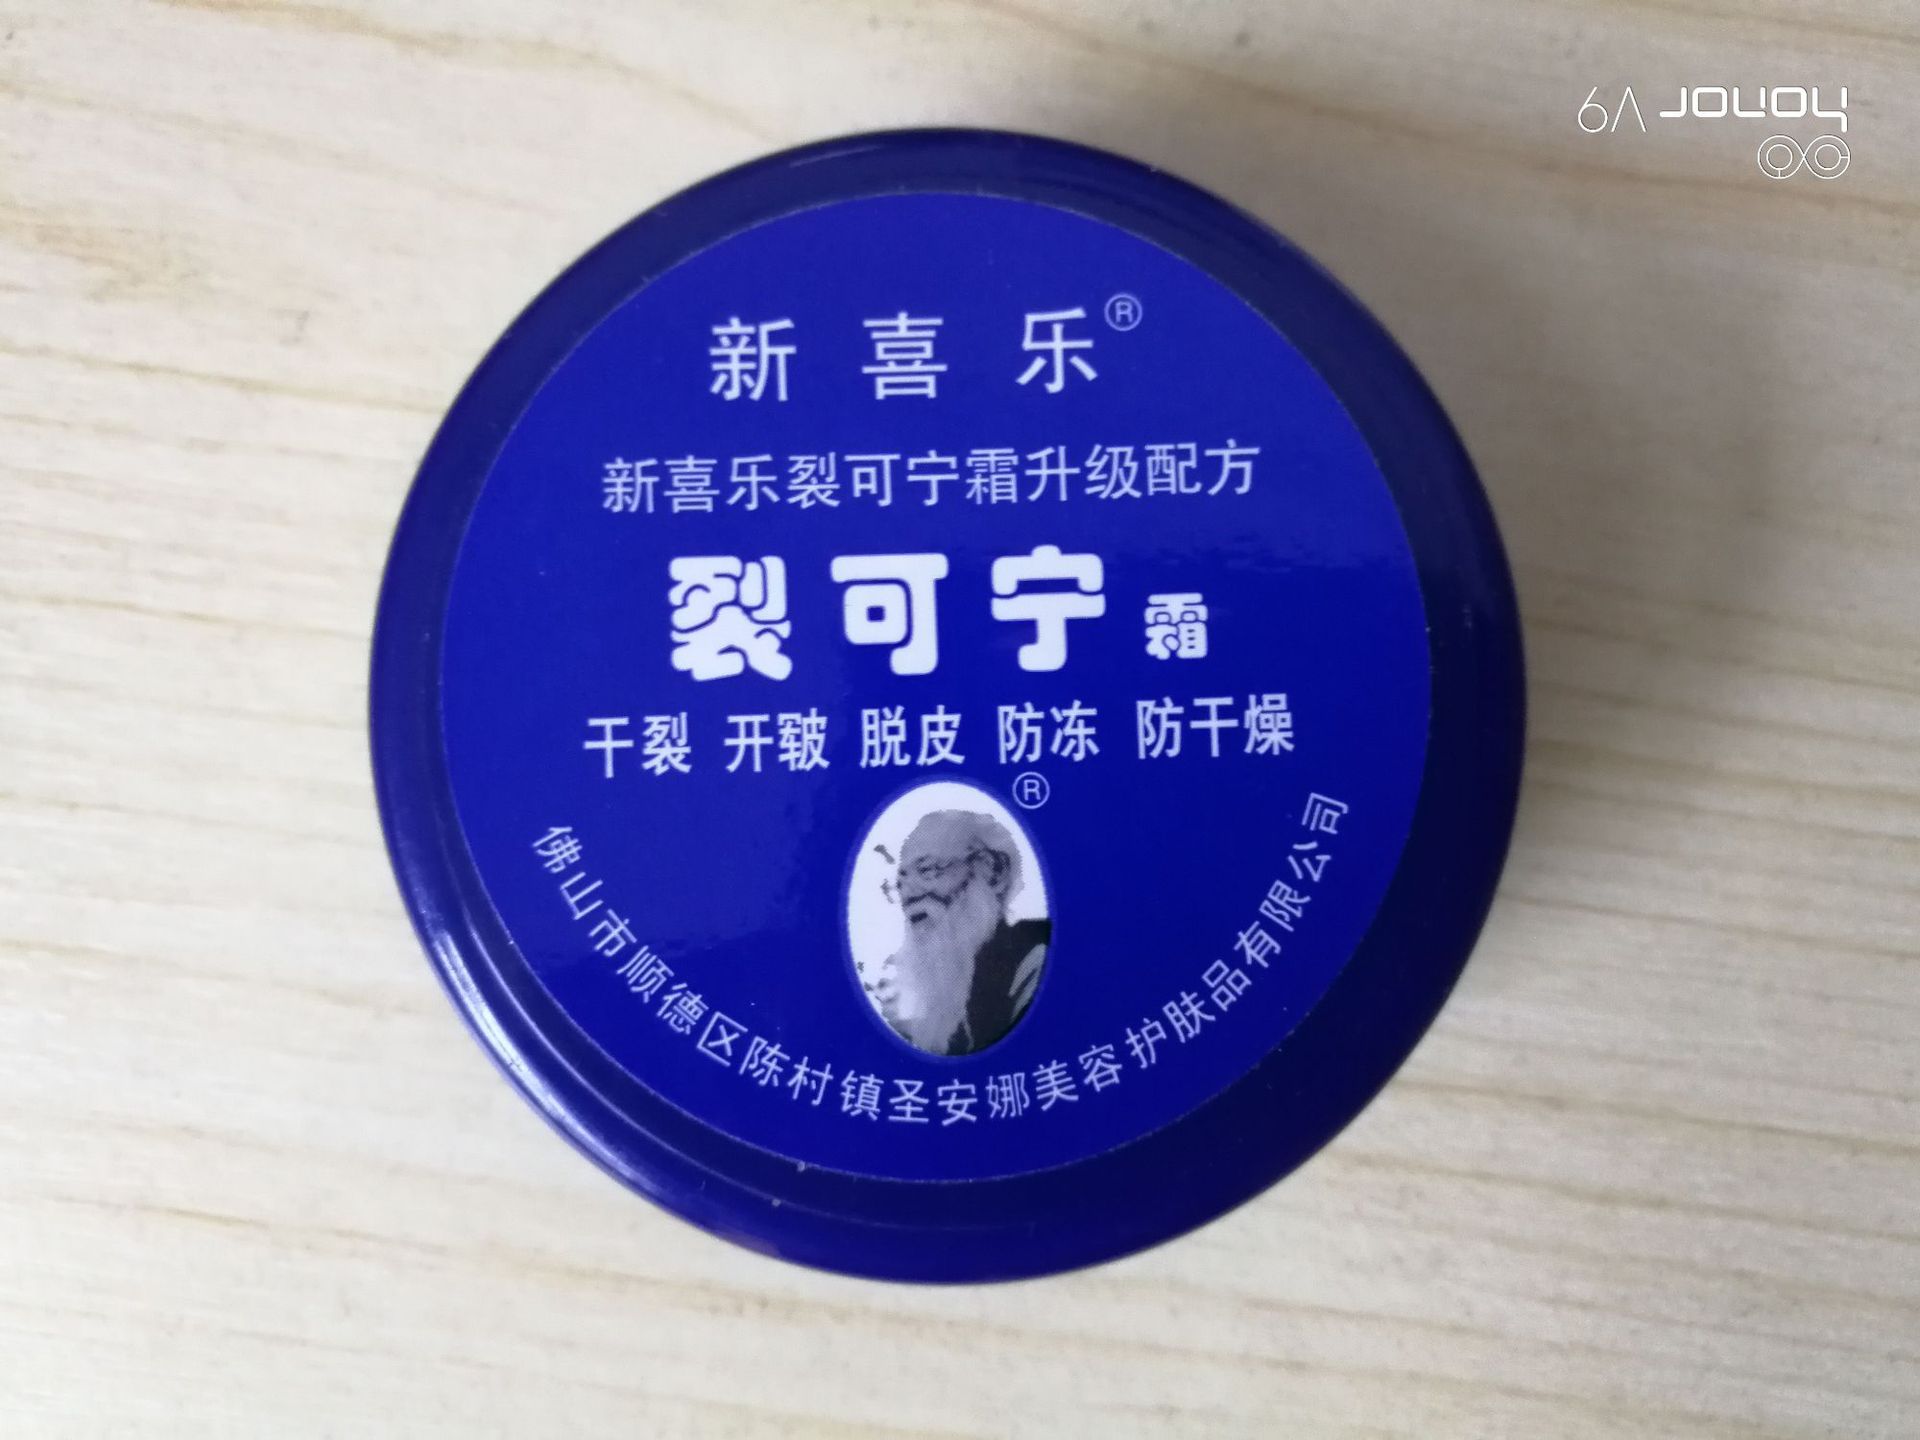 新喜乐®
新喜乐裂可宁霜升级配方
裂可宁霜
干裂 开皲 脱皮 防冻 防干燥
®
佛山市顺德区陈村镇圣安娜美容护肤品有限公司
honor V9